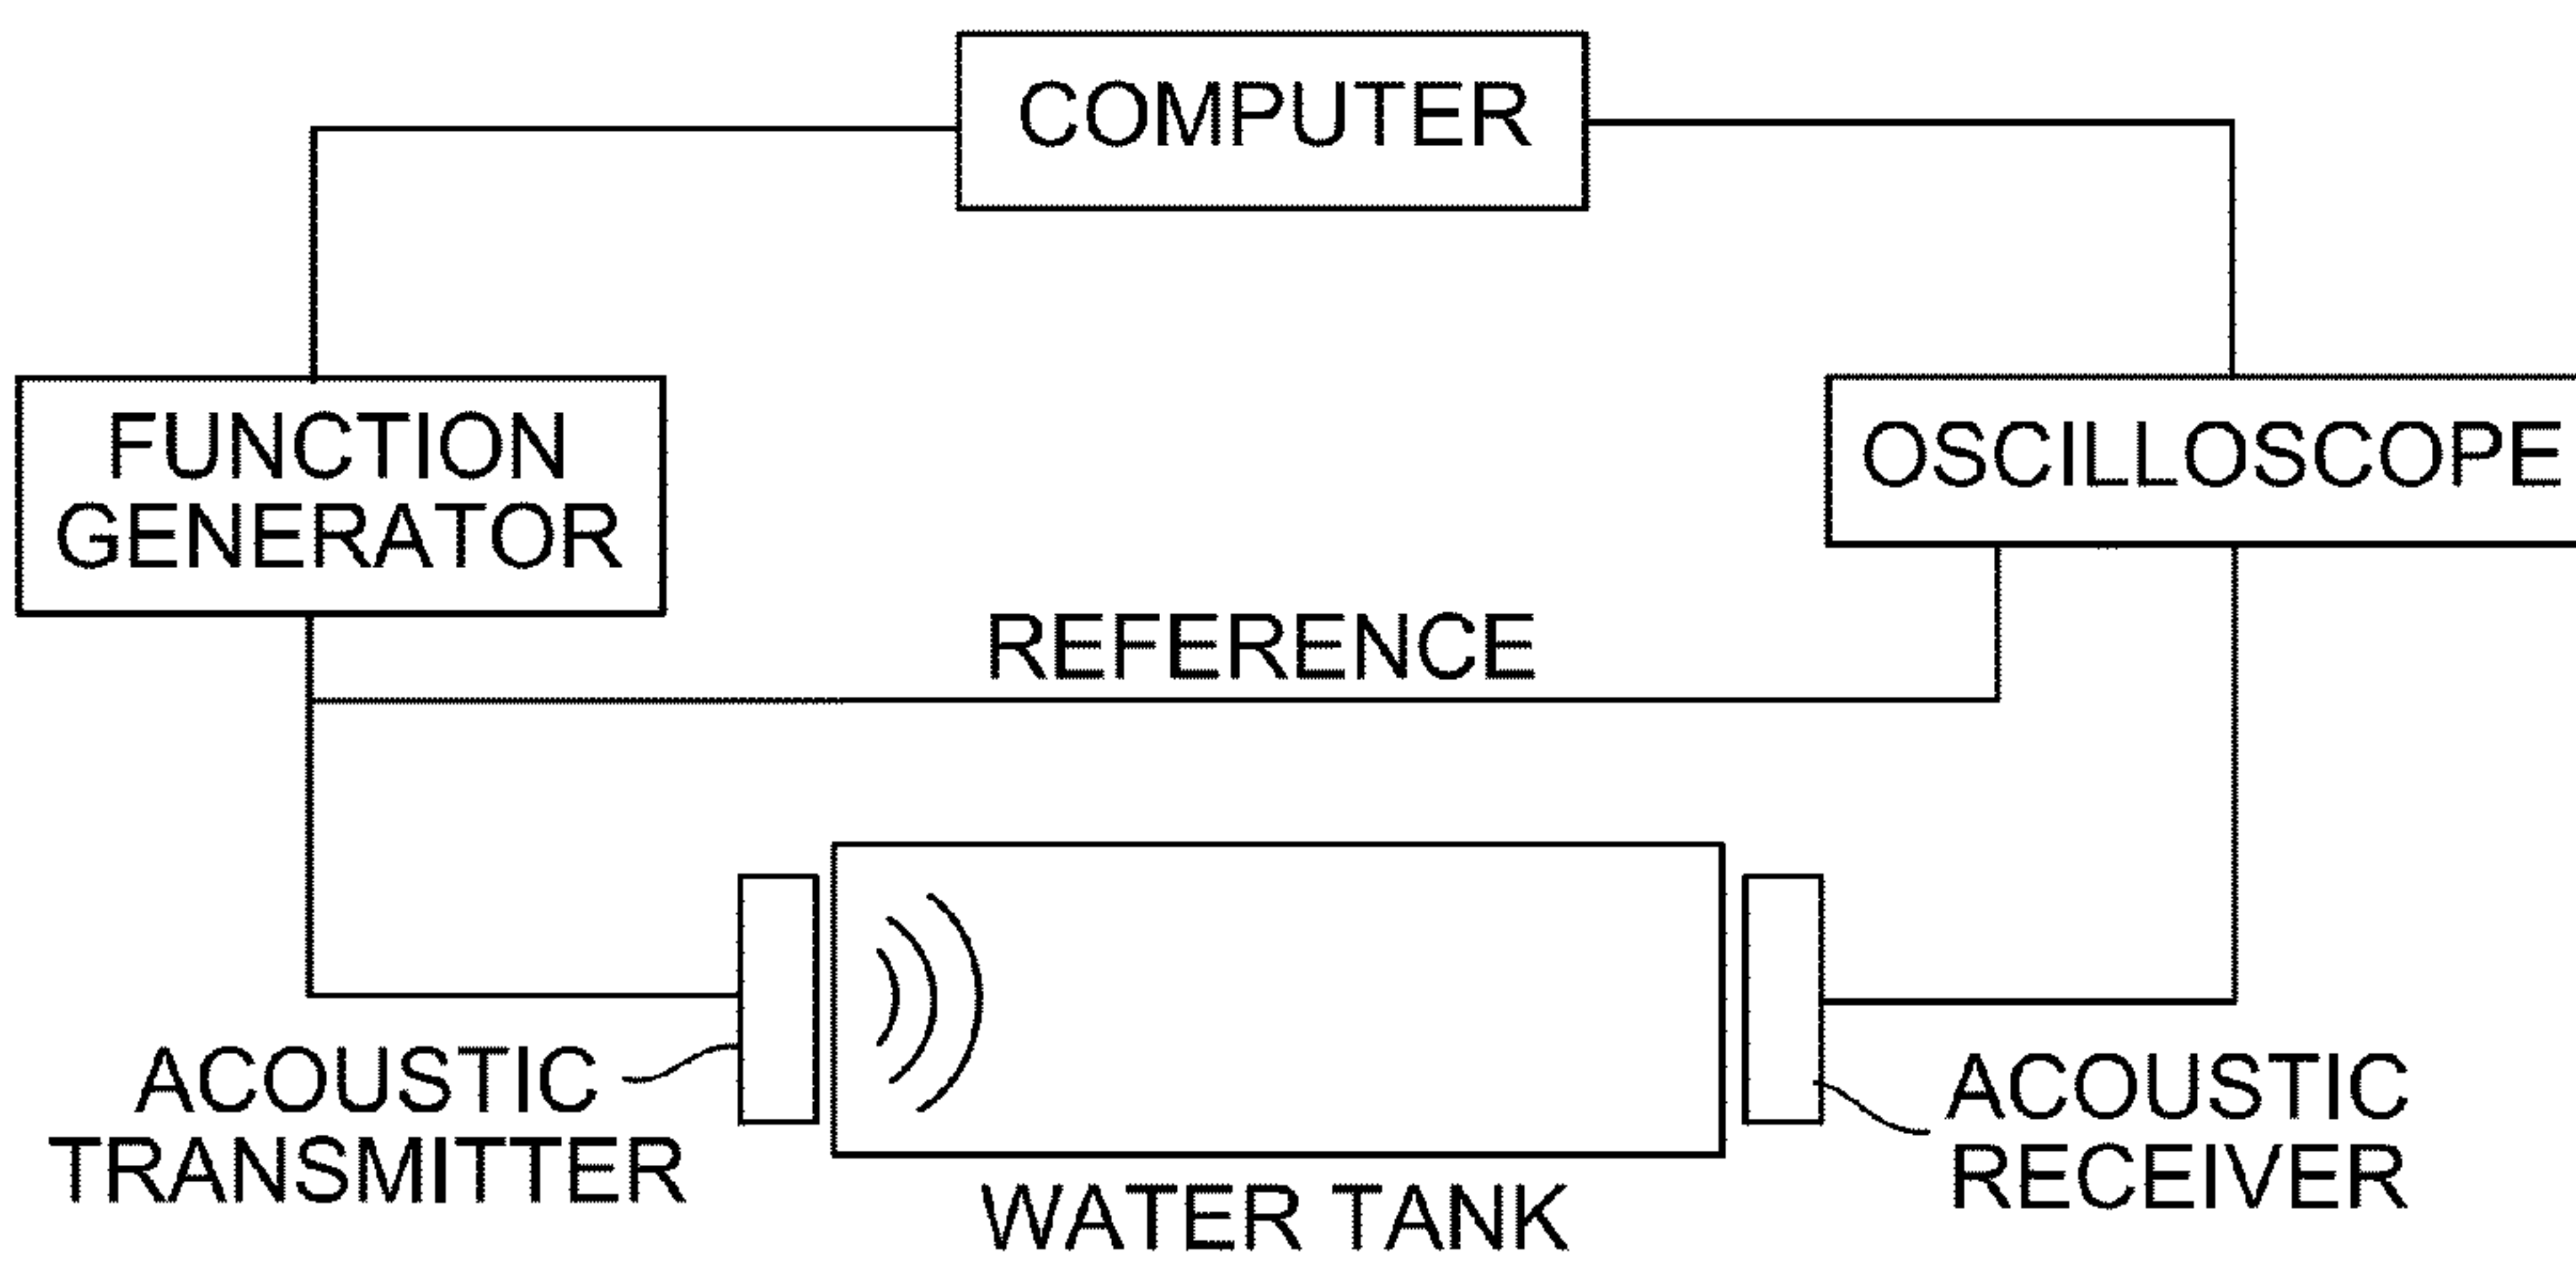 COMPUTER
FUNCTION
GENERATOR
OSCILLOSCOPE
REFERENCE
ACOUSTIC
TRANSMITTER
WATER TANK
ACOUSTIC
RECEIVER